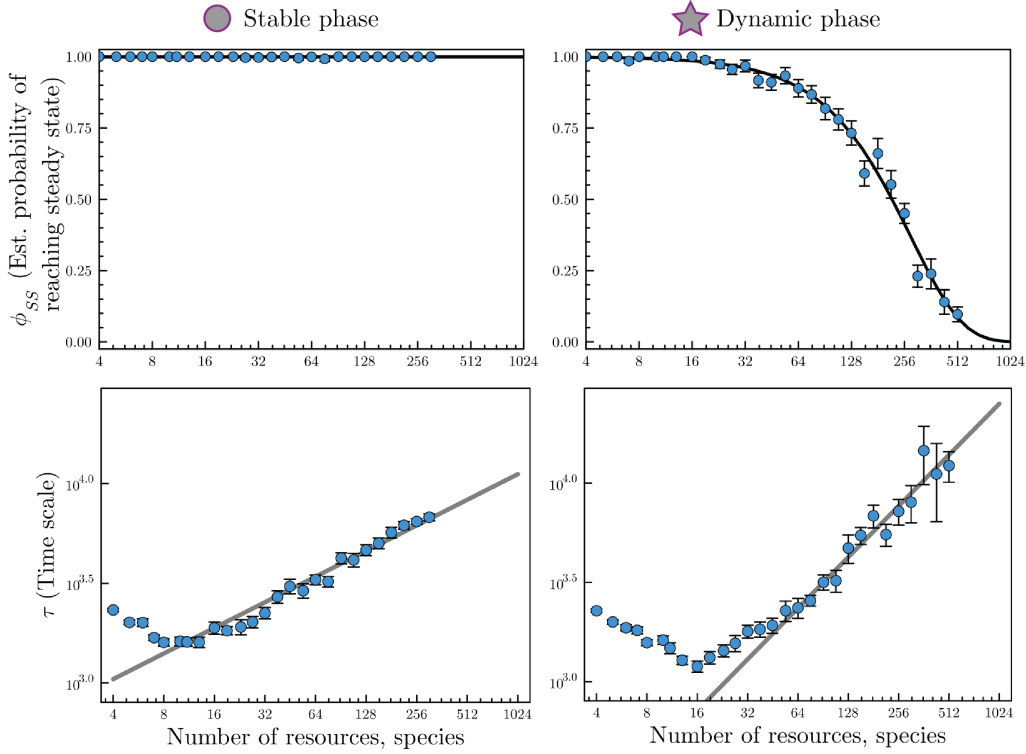 Stable phase
Dynamic phase
ϕ_SS (Est. probability of
reaching steady state)
1.00
0.75
0.50
0.25
0.00
4 8 16 32 64 128 256 512 1024
1.00
0.75
0.50
0.25
0.00
4 8 16 32 64 128 256 512 1024
τ (Time scale)
10^4.0
10^3.5
10^3.0
4 8 16 32 64 128 256 512 1024
Number of resources, species
10^4.0
10^3.5
10^3.0
4 8 16 32 64 128 256 512 1024
Number of resources, species